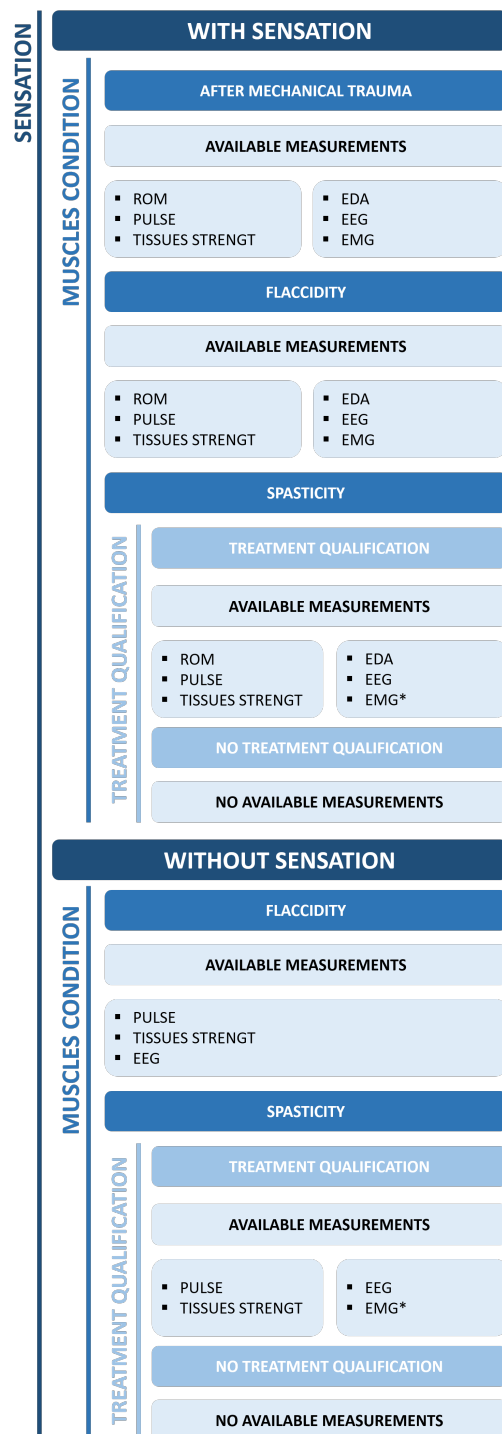 SENSATION
WITH SENSATION
MUSCLES CONDITION
AFTER MECHANICAL TRAUMA
AVAILABLE MEASUREMENTS
▪ ROM
▪ PULSE
▪ TISSUES STRENGT
▪ EDA
▪ EEG
▪ EMG
FLACCIDITY
AVAILABLE MEASUREMENTS
▪ ROM
▪ PULSE
▪ TISSUES STRENGT
▪ EDA
▪ EEG
▪ EMG
SPASTICITY
TREATMENT QUALIFICATION
TREATMENT QUALIFICATION
AVAILABLE MEASUREMENTS
▪ ROM
▪ PULSE
▪ TISSUES STRENGT
▪ EDA
▪ EEG
▪ EMG*
NO TREATMENT QUALIFICATION
NO AVAILABLE MEASUREMENTS
WITHOUT SENSATION
MUSCLES CONDITION
FLACCIDITY
AVAILABLE MEASUREMENTS
▪ PULSE
▪ TISSUES STRENGT
▪ EEG
SPASTICITY
TREATMENT QUALIFICATION
TREATMENT QUALIFICATION
AVAILABLE MEASUREMENTS
▪ PULSE
▪ TISSUES STRENGT
▪ EEG
▪ EMG*
NO TREATMENT QUALIFICATION
NO AVAILABLE MEASUREMENTS